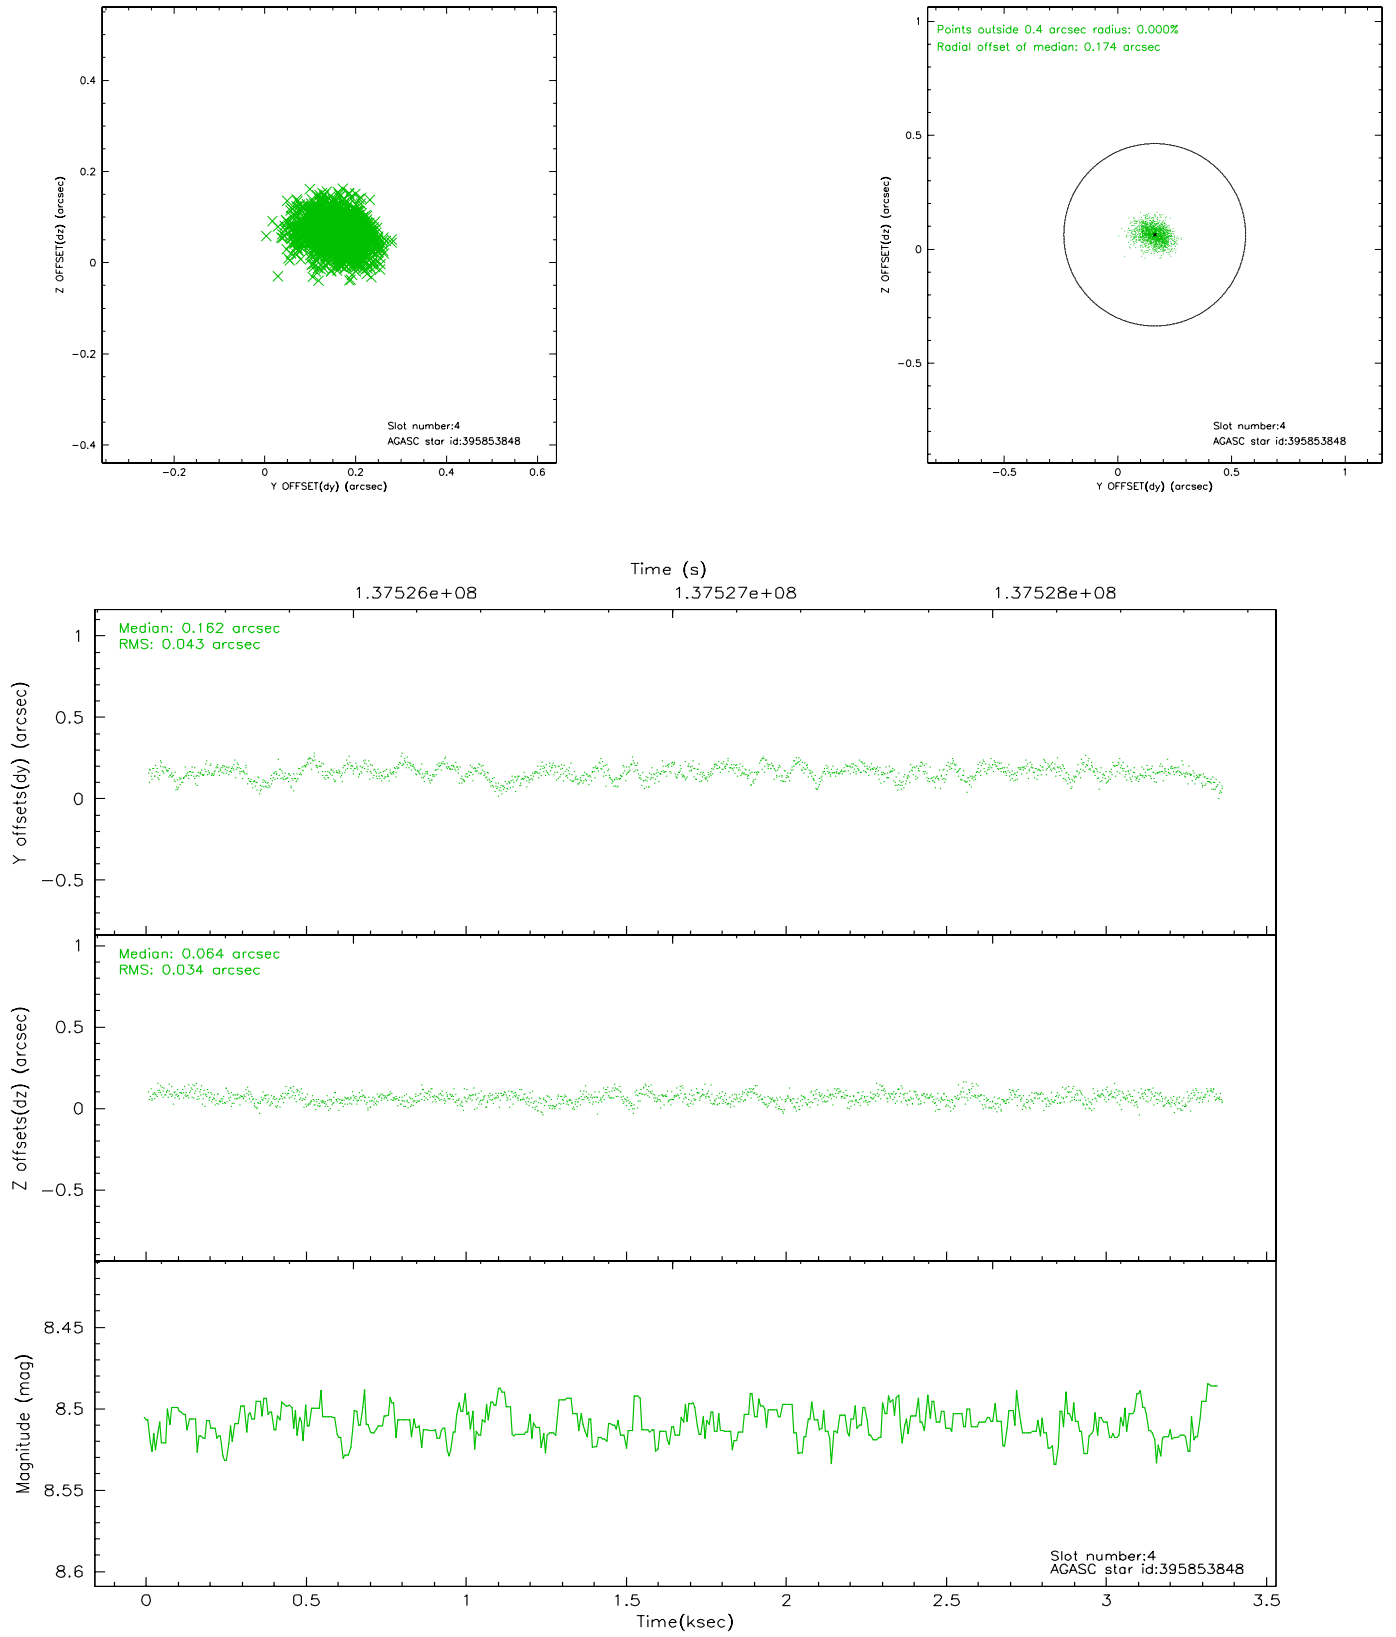 0.4
0.2
0
−0.2
−0.4
Z OFFSET(dz) (arcsec)
Slot number:4
AGASC star id:395853848
−0.2 0 0.2 0.4 0.6
Y OFFSET(dy) (arcsec)
Points outside 0.4 arcsec radius: 0.000%
Radial offset of median: 0.174 arcsec
1
0.5
0
−0.5
Z OFFSET(dz) (arcsec)
Slot number:4
AGASC star id:395853848
−0.5 0 0.5 1
Y OFFSET(dy) (arcsec)
Time (s)
1.37526e+08 1.37527e+08 1.37528e+08
Median: 0.162 arcsec
RMS: 0.043 arcsec
1
0.5
0
−0.5
Y offsets(dy) (arcsec)
Median: 0.064 arcsec
RMS: 0.034 arcsec
1
0.5
0
−0.5
Z offsets(dz) (arcsec)
8.45
8.5
8.55
8.6
Magnitude (mag)
Slot number:4
AGASC star id:395853848
0 0.5 1 1.5 2 2.5 3 3.5
Time(ksec)